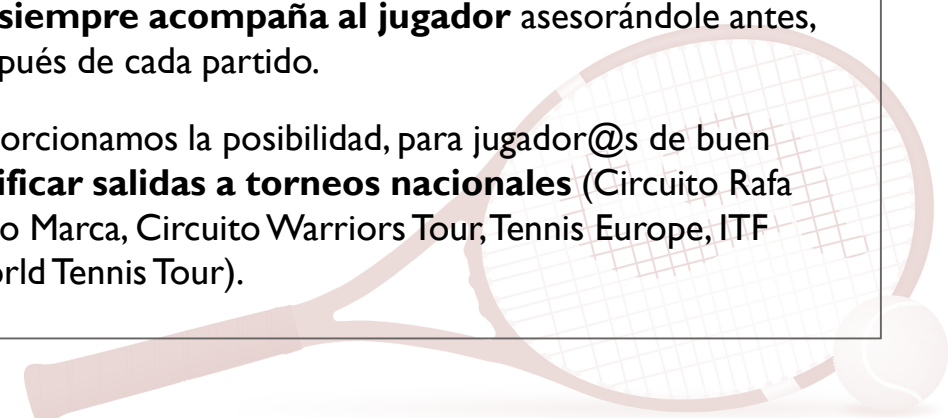 siempre acompaña al jugador asesorándole antes,
pués de cada partido.
orcionamos la posibilidad, para jugador@s de buen
ificar salidas a torneos nacionales (Circuito Rafa
o Marca, Circuito Warriors Tour, Tennis Europe, ITF
rld Tennis Tour).